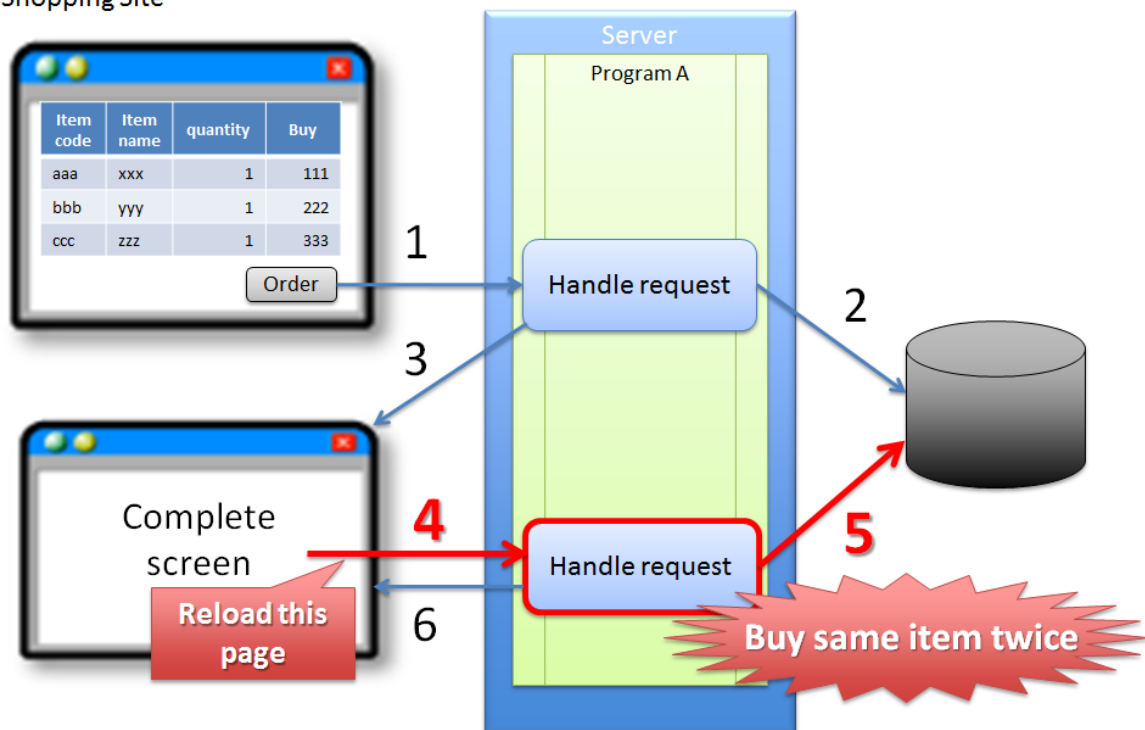 Shopping Site
Server
Program A
Item code
Item name
quantity
Buy
aaa xxx 1 111
bbb yyy 1 222
ccc zzz 1 333
Order
1
Handle request
2
3
Complete
screen
4
Handle request
5
Reload this
page
6
Buy same item twice